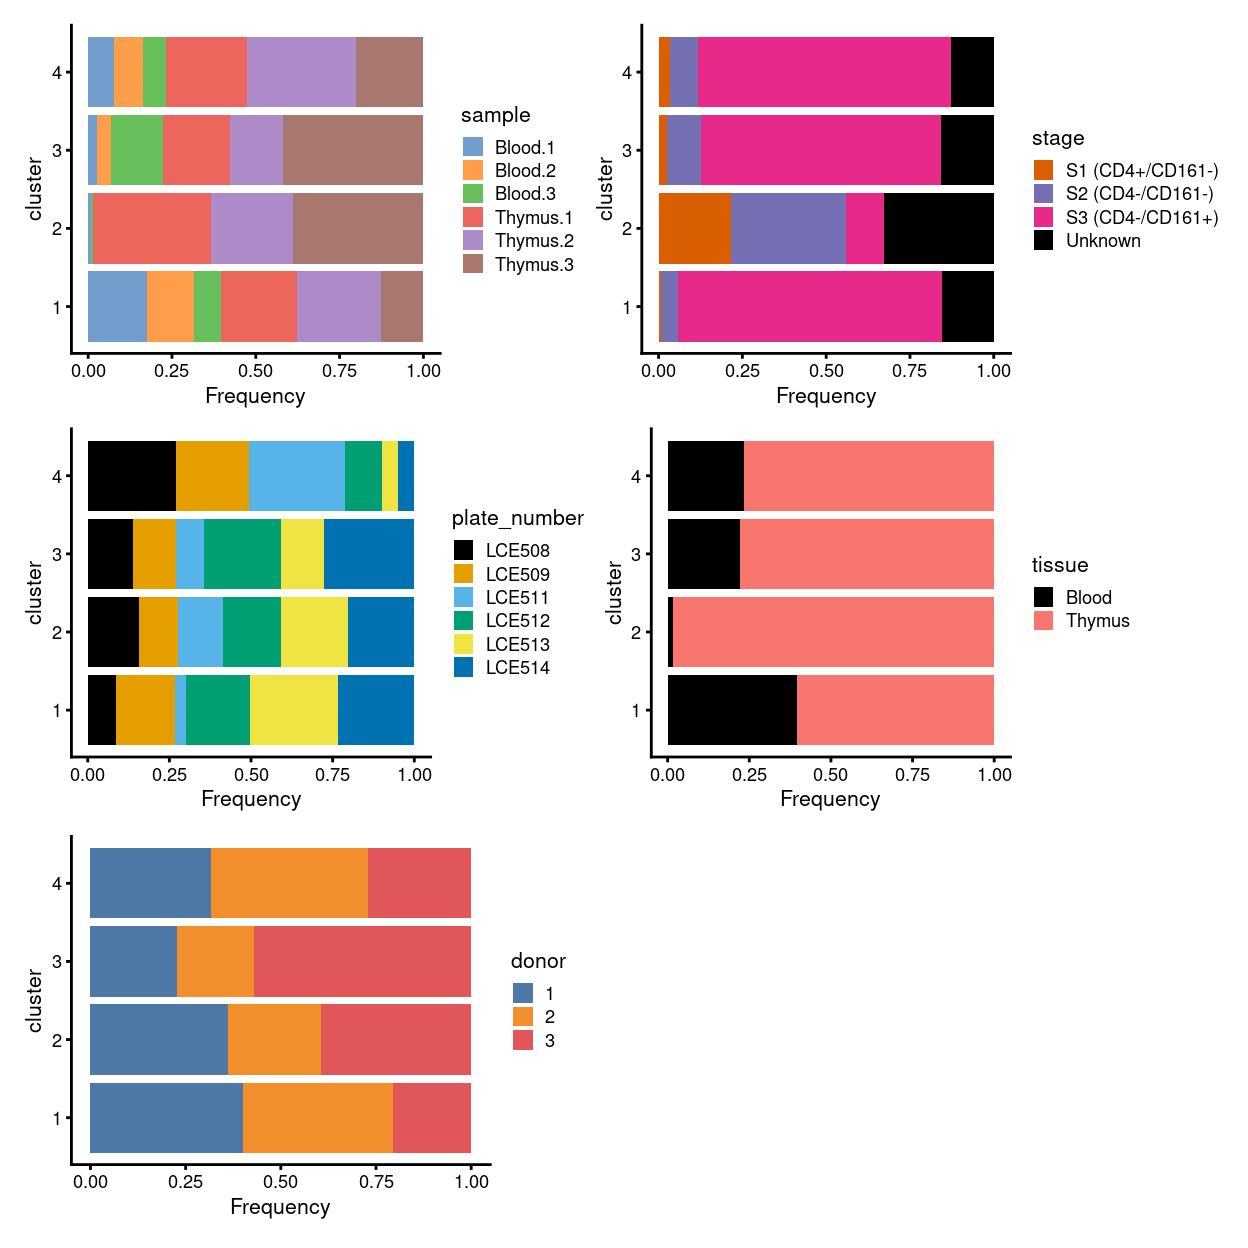 cluster
4
3
2
1
0.00 0.25 0.50 0.75 1.00
Frequency
sample
Blood.1
Blood.2
Blood.3
Thymus.1
Thymus.2
Thymus.3
cluster
4
3
2
1
0.00 0.25 0.50 0.75 1.00
Frequency
stage
S1 (CD4+/CD161-)
S2 (CD4-/CD161-)
S3 (CD4-/CD161+)
Unknown
cluster
4
3
2
1
0.00 0.25 0.50 0.75 1.00
Frequency
plate_number
LCE508
LCE509
LCE511
LCE512
LCE513
LCE514
cluster
4
3
2
1
0.00 0.25 0.50 0.75 1.00
Frequency
tissue
Blood
Thymus
cluster
4
3
2
1
0.00 0.25 0.50 0.75 1.00
Frequency
donor
1
2
3